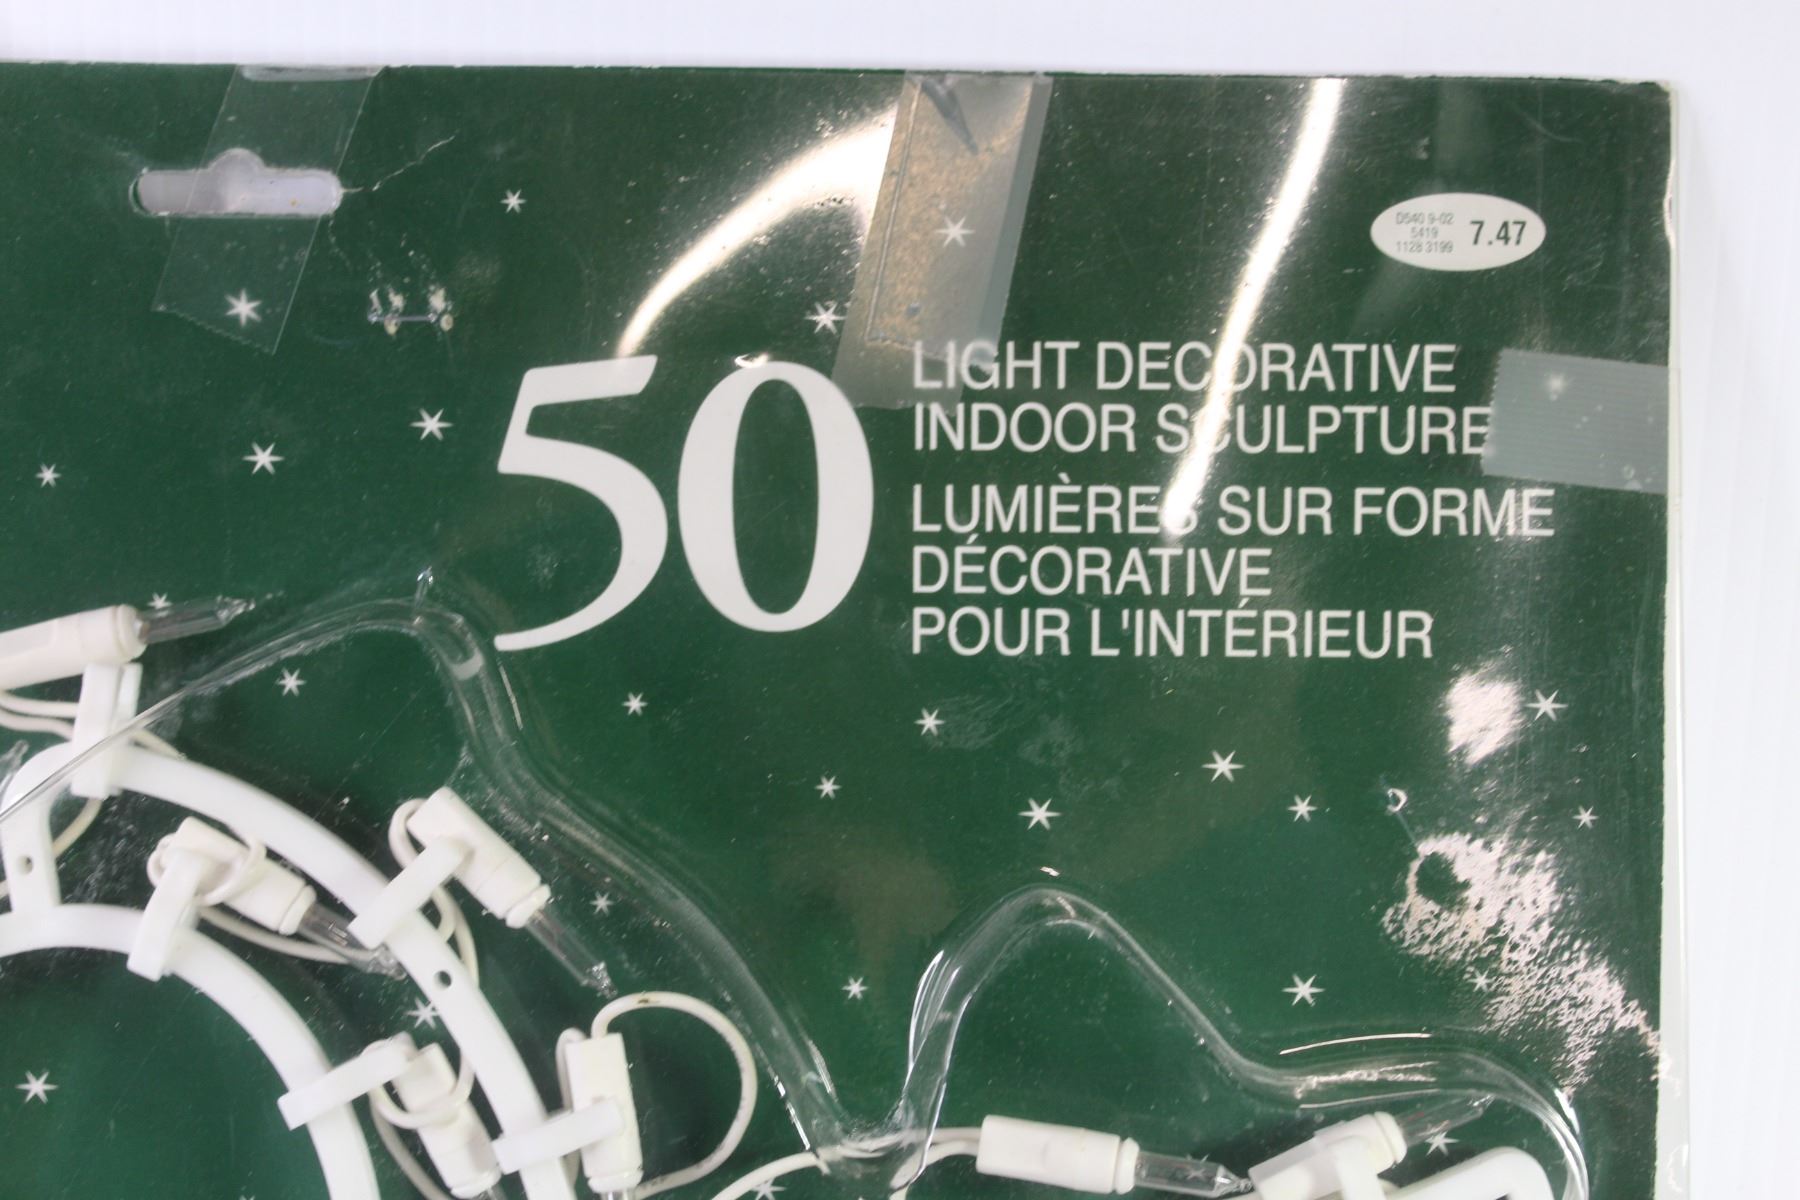 D540 9-02
5419
1128 3199
7.47
50
LIGHT DECORATIVE
INDOOR SCULPTURE
LUMIÈRES SUR FORME
DÉCORATIVE
POUR L'INTÉRIEUR